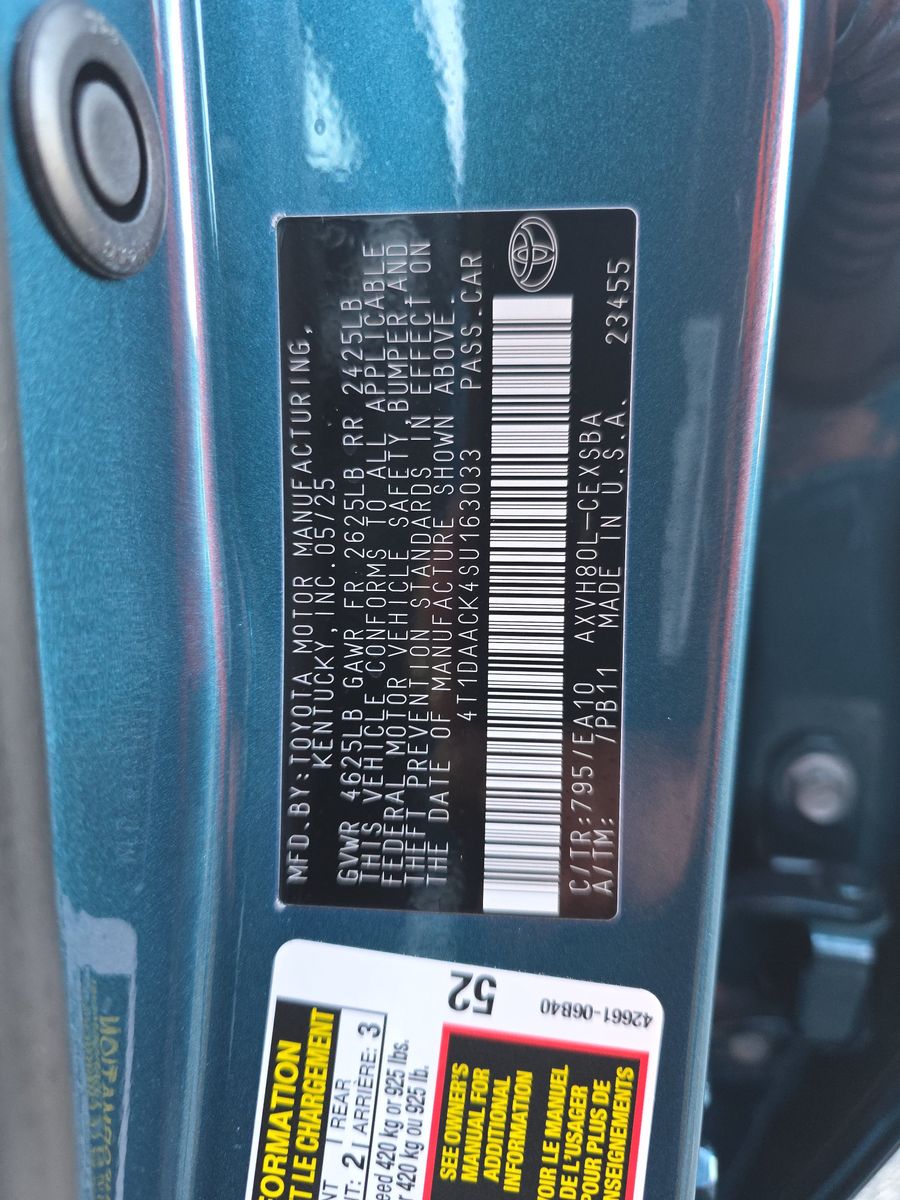 MFD.BY:TOYOTA MOTOR MANUFACTURING,
KENTUCKY, INC.05/25
GVWR 4625LB GAWR FR 2625LB RR 2425LB
THIS VEHICLE CONFORMS TO ALL APPLICABLE
FEDERAL MOTOR VEHICLE SAFETY, BUMPER, AND
THEFT PREVENTION STANDARDS IN EFFECT ON
THE DATE OF MANUFACTURE SHOWN ABOVE.
4T1DAACK4SU163033 PASS.CAR
C/TR:795/EA10 AXVH80L-CEXSBA 23455
A/TM: /PB11 MADE IN U.S.A.
FORMATION
T LE CHARGEMENT
NT 2 REAR 3
NT: ARRIÈRE:
eed 420 kg or 925 lbs.
r 420 kg ou 925 lb.
52
42661-06B40
SEE OWNER'S
MANUAL FOR
ADDITIONAL
INFORMATION
VOIR LE MANUEL
DE L'USAGER
POUR PLUS DE
NSEIGNEMENTS